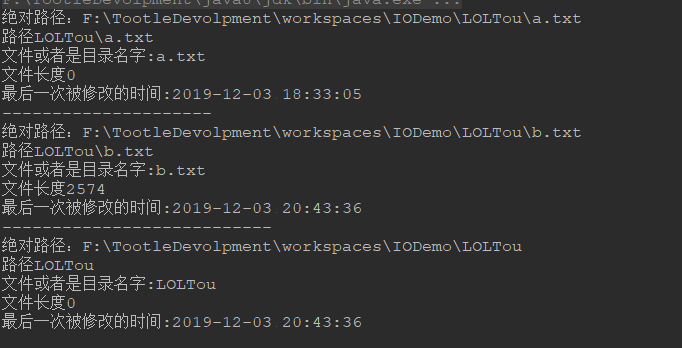 F:\TootleDevolpment\java8\jdk\bin\java.exe ...
绝对路径：F:\TootleDevolpment\workspaces\IODemo\LOLTou\a.txt
路径LOLTou\a.txt
文件或者是目录名字:a.txt
文件长度0
最后一次被修改的时间:2019-12-03 18:33:05
---------------------
绝对路径：F:\TootleDevolpment\workspaces\IODemo\LOLTou\b.txt
路径LOLTou\b.txt
文件或者是目录名字:b.txt
文件长度2574
最后一次被修改的时间:2019-12-03 20:43:36
---------------------------
绝对路径：F:\TootleDevolpment\workspaces\IODemo\LOLTou
路径LOLTou
文件或者是目录名字:LOLTou
文件长度0
最后一次被修改的时间:2019-12-03 20:43:36